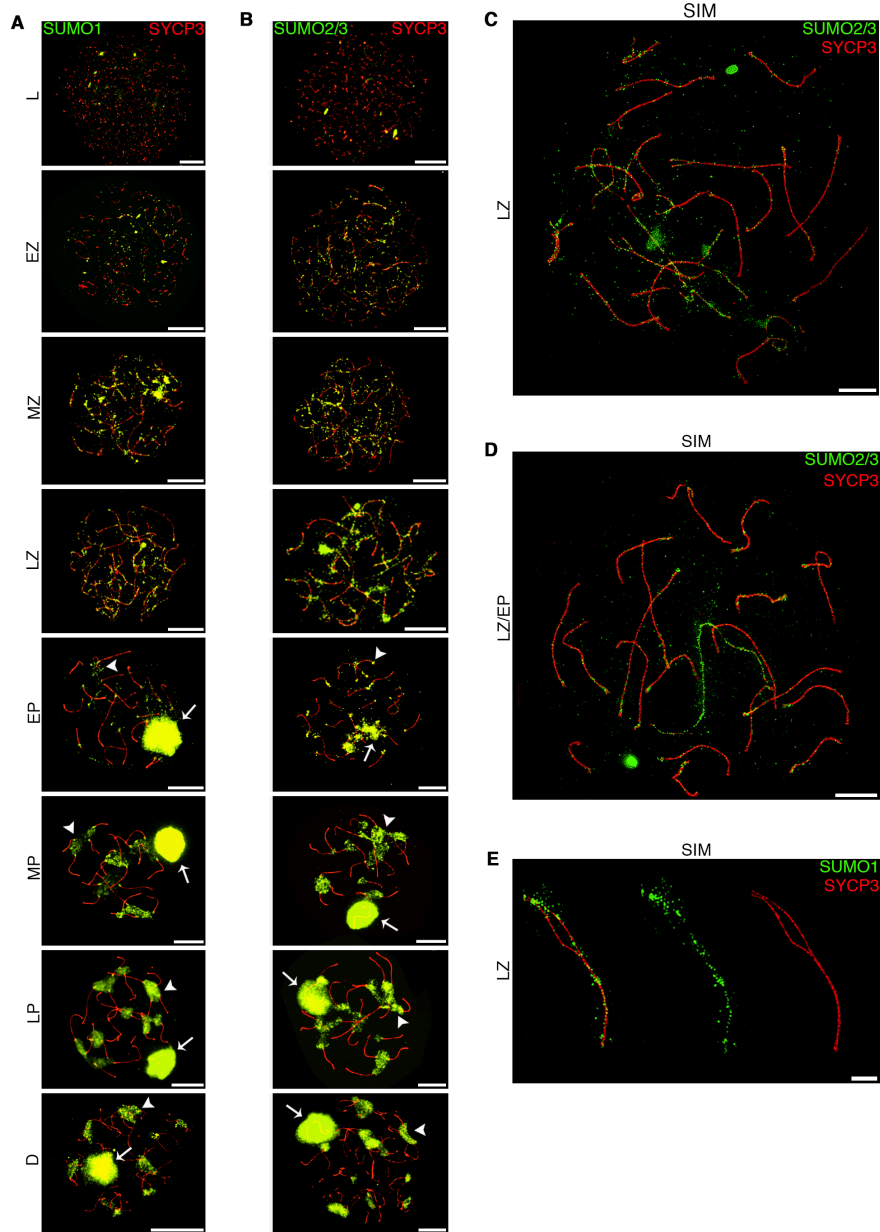 A
SUMO1 SYCP3
L
EZ
MZ
LZ
EP
MP
LP
D
B
SUMO2/3 SYCP3
C
SIM
SUMO2/3
SYCP3
LZ
D
SIM
SUMO2/3
SYCP3
LZ/EP
E
SIM
SUMO1
SYCP3
LZ